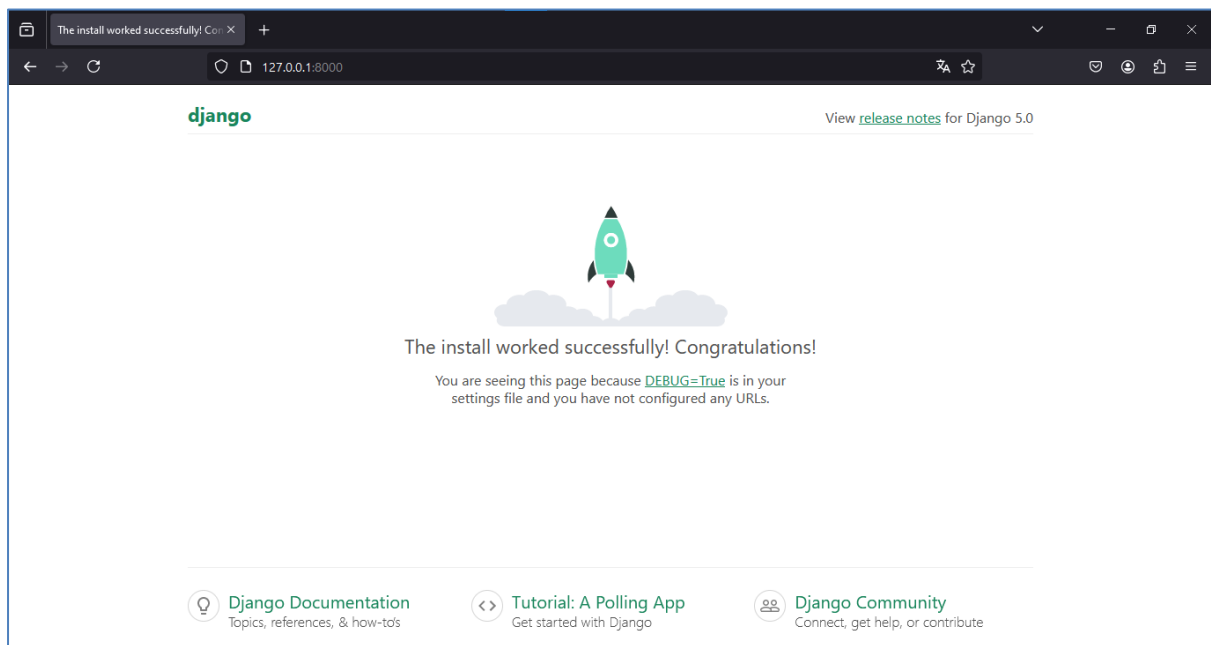 The install worked successfully! Con
127.0.0.1:8000
django
View release notes for Django 5.0
The install worked successfully! Congratulations!
You are seeing this page because DEBUG=True is in your
settings file and you have not configured any URLs.
Django Documentation
Topics, references, & how-to's
Tutorial: A Polling App
Get started with Django
Django Community
Connect, get help, or contribute